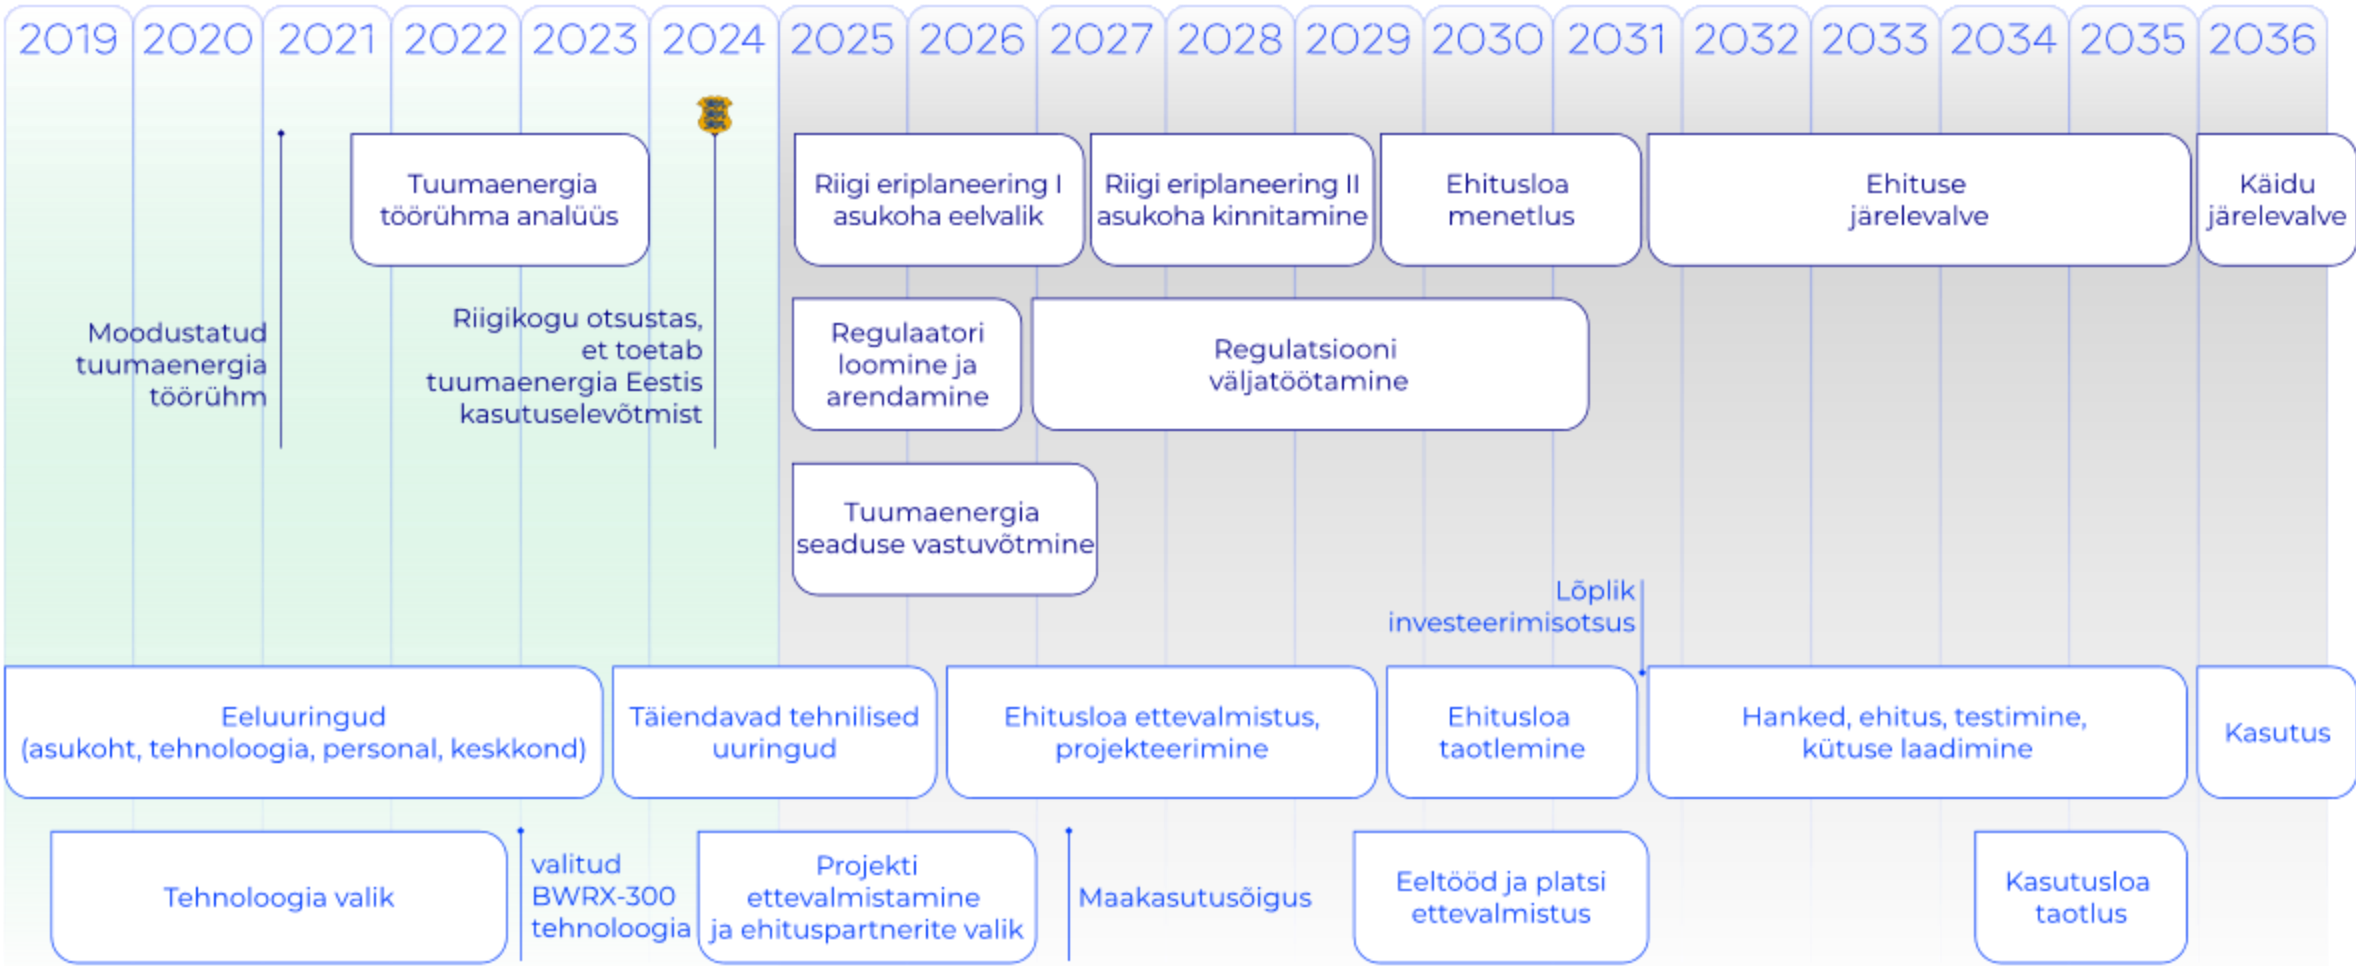 2019 2020 2021 2022 2023 2024 2025 2026 2027 2028 2029 2030 2031 2032 2033 2034 2035 2036
Tuumaenergia
töörühma analüüs
Riigi eriplaneering I
asukoha eelvalik
Riigi eriplaneering II
asukoha kinnitamine
Ehitusloa
menetlus
Ehituse
järelevalve
Käidu
järelevalve
Moodustatud
tuumaenergia
töörühm
Riigikogu otsustas,
et toetab
tuumaenergia Eestis
kasutuselevõtmist
Regulaatori
loomine ja
arendamine
Regulatsiooni
väljatöötamine
Tuumaenergia
seaduse vastuvõtmine
Lõplik
investeerimisotsus
Eeluuringud
(asukoht, tehnoloogia, personal, keskkond)
Täiendavad tehnilised
uuringud
Ehitusloa ettevalmistus,
projekteerimine
Ehitusloa
taotlemine
Hanked, ehitus, testimine,
kütuse laadimine
Kasutus
Tehnoloogia valik
valitud
BWRX-300
tehnoloogia
Projekti
ettevalmistamine
ja ehituspartnerite valik
Maakasutusõigus
Eeltööd ja platsi
ettevalmistus
Kasutusloa
taotlus